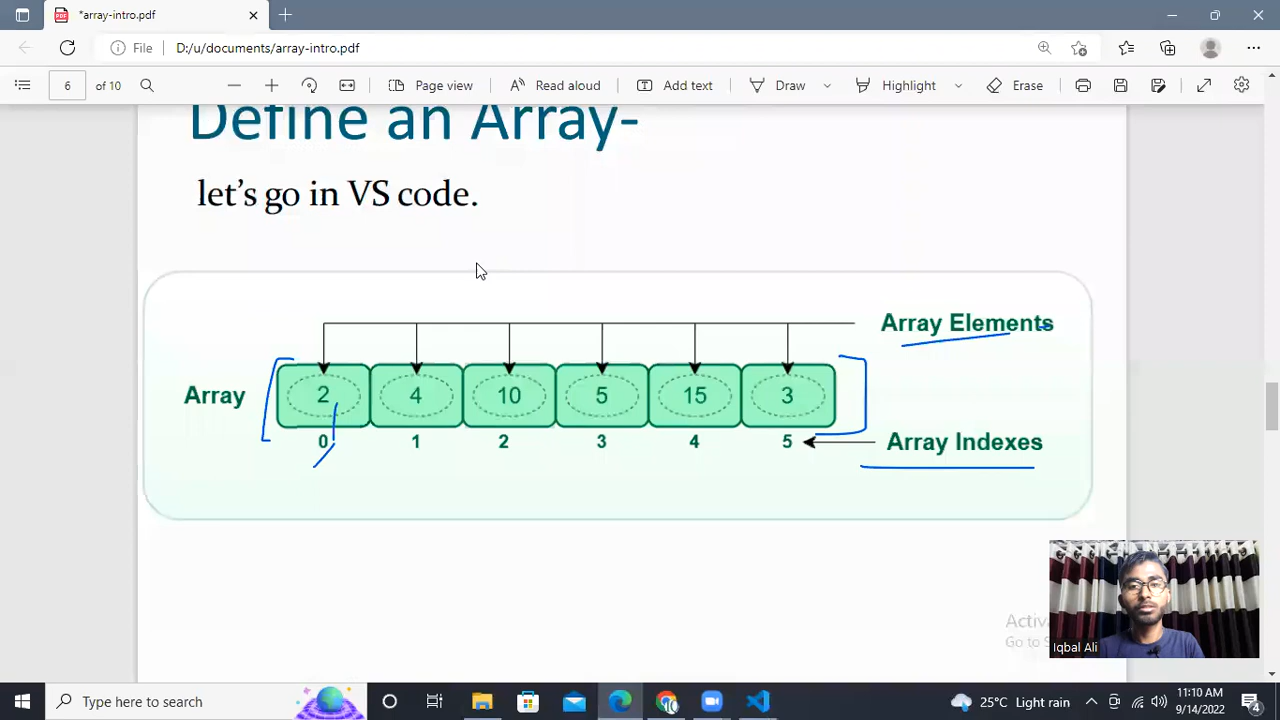 *array-intro.pdf
File D:/u/documents/array-intro.pdf
6 of 10 Page view Read aloud Add text Draw Highlight Erase
Define an Array-
let's go in VS code.
Array Elements
Array 2 4 10 5 15 3
0 1 2 3 4 5 Array Indexes
Iqbal Ali
Type here to search 25°C Light rain 11:10 AM
9/14/2022 4